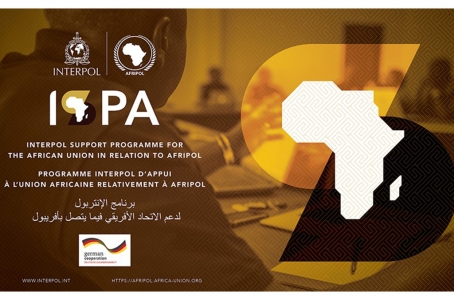 INTERPOL
AFRIPOL
ISPA
INTERPOL SUPPORT PROGRAMME FOR
THE AFRICAN UNION IN RELATION TO AFRIPOL
PROGRAMME INTERPOL D'APPUI
À L'UNION AFRICAINE RELATIVEMENT À AFRIPOL
برنامج الإنتربول
لدعم الاتحاد الأفريقي فيما يتصل بأفريبول
german
cooperation
WWW.INTERPOL.INT
HTTPS://AFRIPOL.AFRICA-UNION.ORG